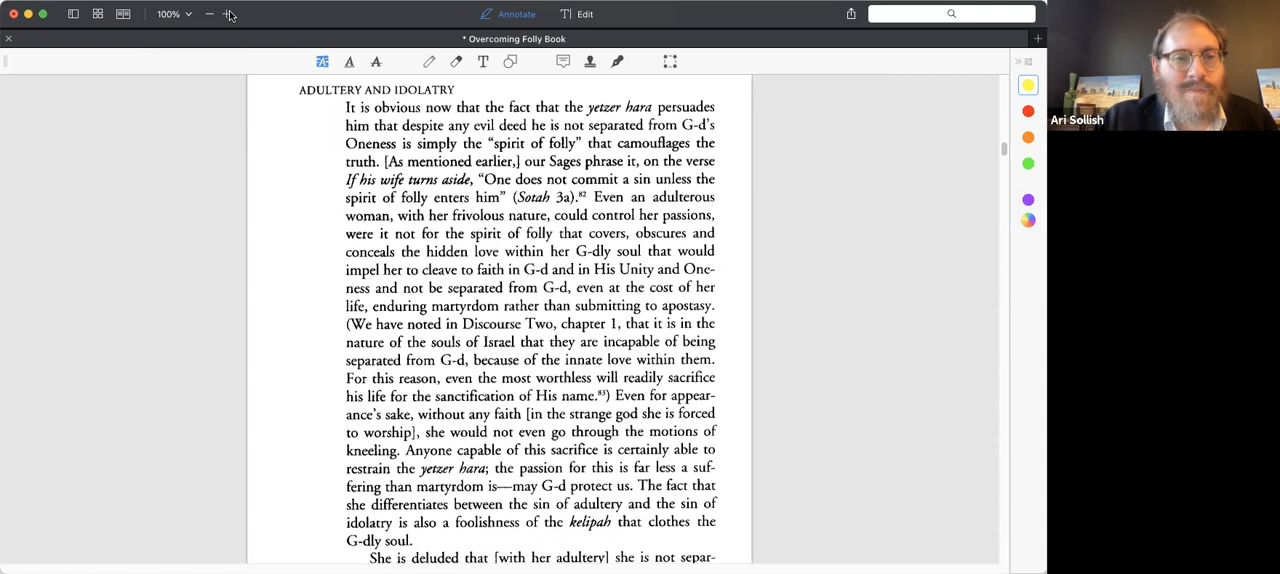 100%
Annotate
Edit
* Overcoming Folly Book
ADULTERY AND IDOLATRY
It is obvious now that the fact that the yetzer hara persuades
him that despite any evil deed he is not separated from G-d's
Oneness is simply the “spirit of folly” that camouflages the
truth. [As mentioned earlier,] our Sages phrase it, on the verse
If his wife turns aside, “One does not commit a sin unless the
spirit of folly enters him” (Sotah 3a).⁸² Even an adulterous
woman, with her frivolous nature, could control her passions,
were it not for the spirit of folly that covers, obscures and
conceals the hidden love within her G-dly soul that would
impel her to cleave to faith in G-d and in His Unity and One-
ness and not be separated from G-d, even at the cost of her
life, enduring martyrdom rather than submitting to apostasy.
(We have noted in Discourse Two, chapter 1, that it is in the
nature of the souls of Israel that they are incapable of being
separated from G-d, because of the innate love within them.
For this reason, even the most worthless will readily sacrifice
his life for the sanctification of His name.⁸³) Even for appear-
ance's sake, without any faith [in the strange god she is forced
to worship], she would not even go through the motions of
kneeling. Anyone capable of this sacrifice is certainly able to
restrain the yetzer hara; the passion for this is far less a suf-
fering than martyrdom is—may G-d protect us. The fact that
she differentiates between the sin of adultery and the sin of
idolatry is also a foolishness of the kelipah that clothes the
G-dly soul.
She is deluded that [with her adultery] she is not separ-
Ari Sollish